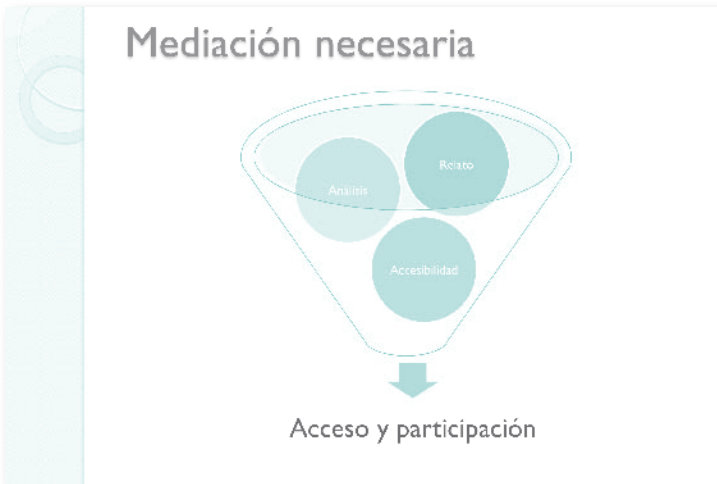 Mediación necesaria
Relato
Análisis
Accesibilidad
Acceso y participación